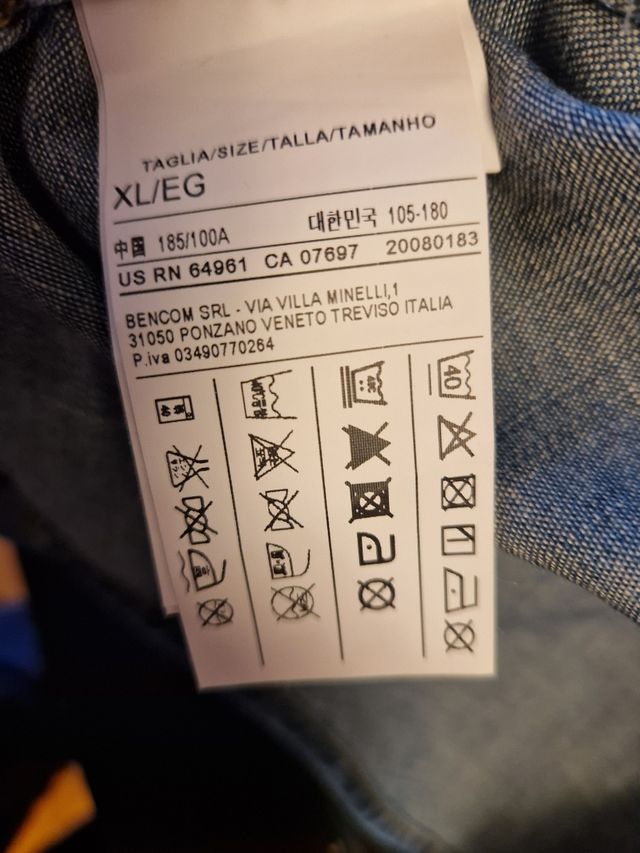 TAGLIA/SIZE/TALLA/TAMANHO
XL/EG
中国 185/100A 대한민국 105-180
US RN 64961 CA 07697 20080183
BENCOM SRL - VIA VILLA MINELLI,1
31050 PONZANO VENETO TREVISO ITALIA
P.iva 03490770264
40